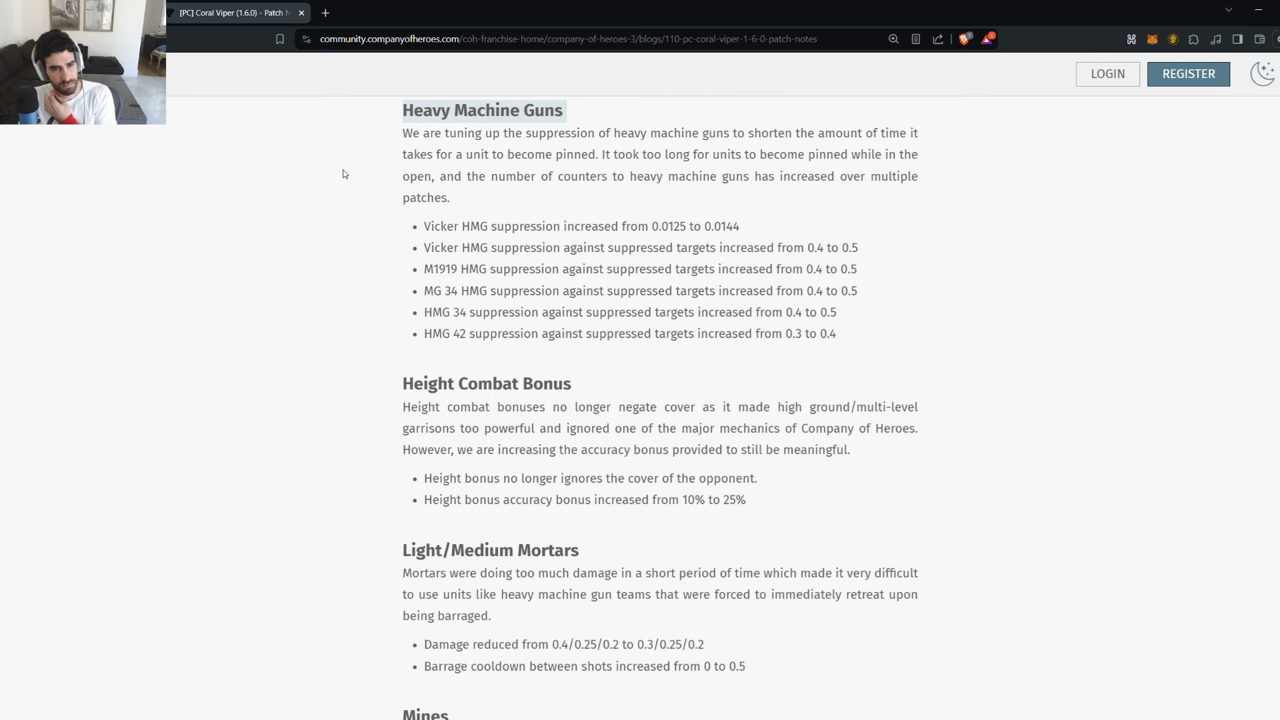 [PC] Coral Viper (1.6.0) - Patch N
community.companyofheroes.com/coh-franchise-home/company-of-heroes-3/blogs/110-pc-coral-viper-1-6-0-patch-notes
LOGIN
REGISTER
Heavy Machine Guns
We are tuning up the suppression of heavy machine guns to shorten the amount of time it
takes for a unit to become pinned. It took too long for units to become pinned while in the
open, and the number of counters to heavy machine guns has increased over multiple
patches.
• Vicker HMG suppression increased from 0.0125 to 0.0144
• Vicker HMG suppression against suppressed targets increased from 0.4 to 0.5
• M1919 HMG suppression against suppressed targets increased from 0.4 to 0.5
• MG 34 HMG suppression against suppressed targets increased from 0.4 to 0.5
• HMG 34 suppression against suppressed targets increased from 0.4 to 0.5
• HMG 42 suppression against suppressed targets increased from 0.3 to 0.4
Height Combat Bonus
Height combat bonuses no longer negate cover as it made high ground/multi-level
garrisons too powerful and ignored one of the major mechanics of Company of Heroes.
However, we are increasing the accuracy bonus provided to still be meaningful.
• Height bonus no longer ignores the cover of the opponent.
• Height bonus accuracy bonus increased from 10% to 25%
Light/Medium Mortars
Mortars were doing too much damage in a short period of time which made it very difficult
to use units like heavy machine gun teams that were forced to immediately retreat upon
being barraged.
• Damage reduced from 0.4/0.25/0.2 to 0.3/0.25/0.2
• Barrage cooldown between shots increased from 0 to 0.5
Mines